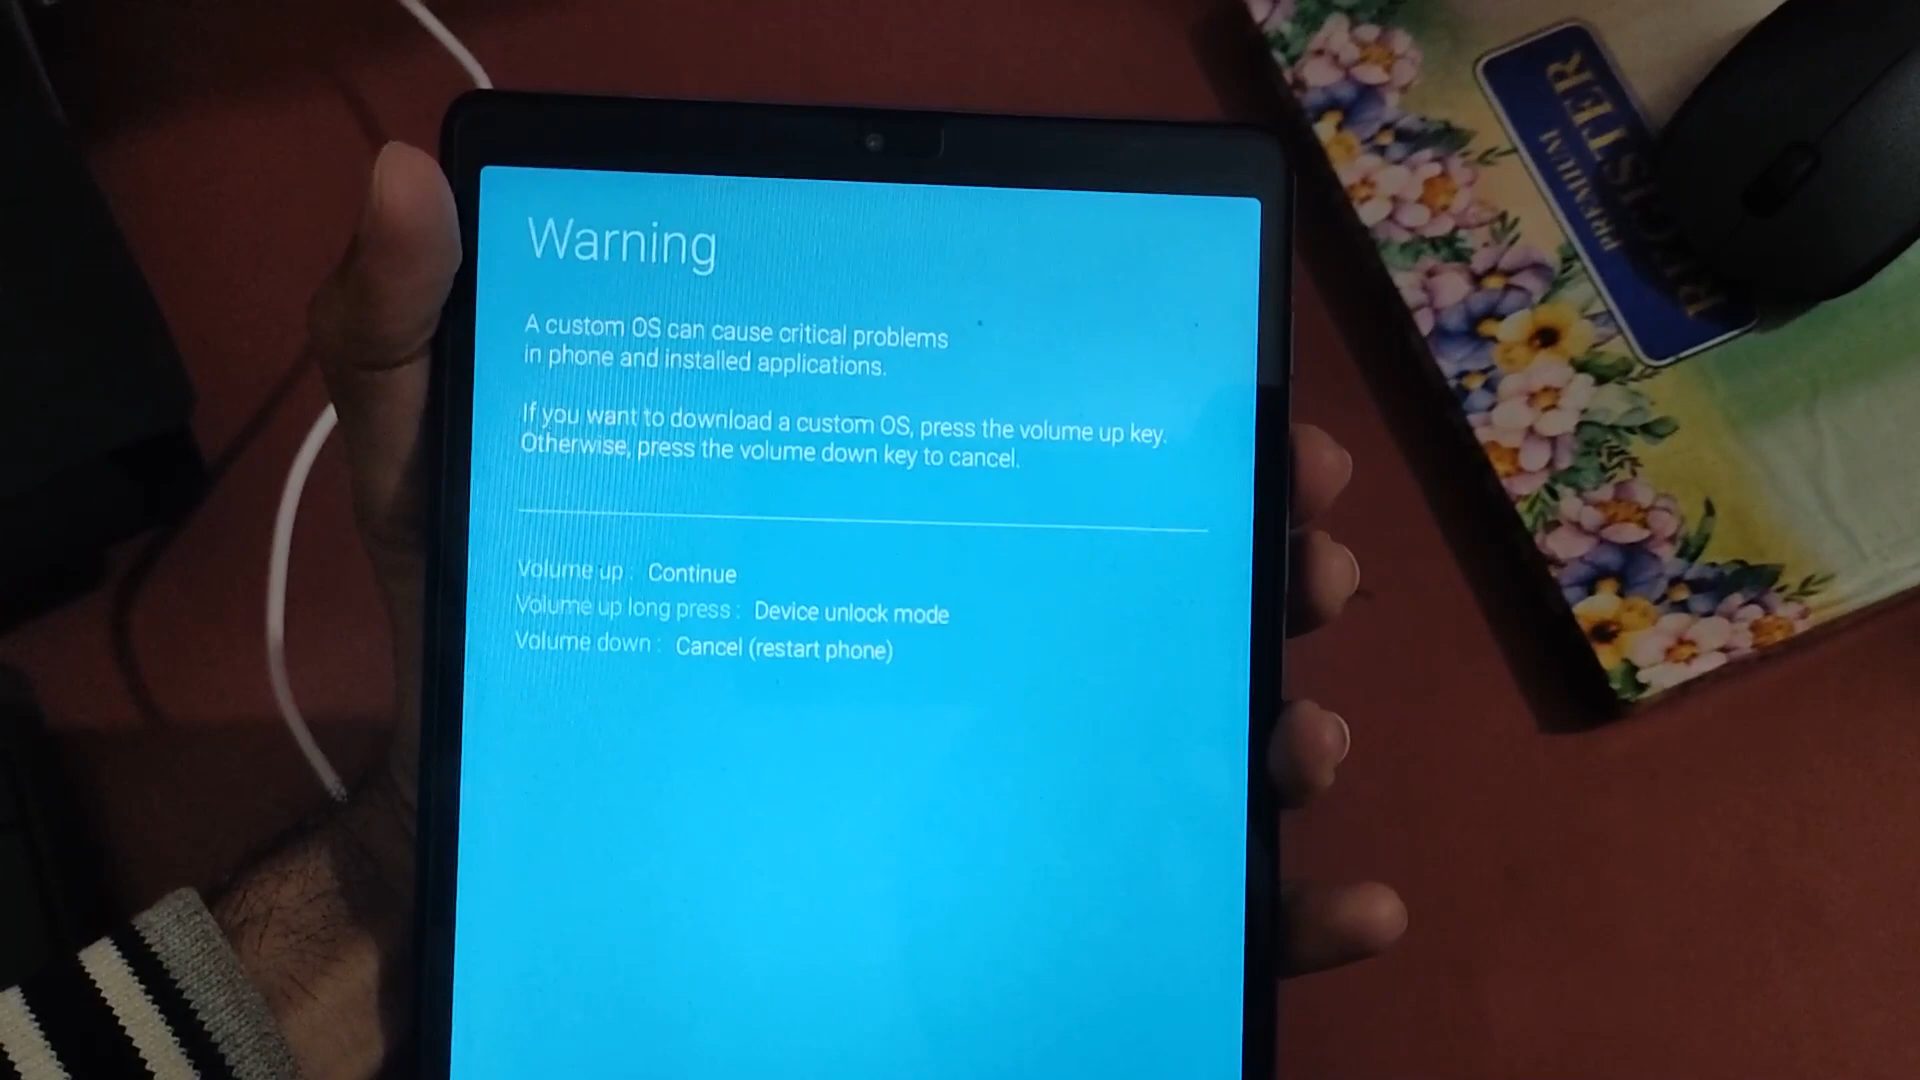 Warning
A custom OS can cause critical problems
in phone and installed applications.
If you want to download a custom OS, press the volume up key.
Otherwise, press the volume down key to cancel.
Volume up : Continue
Volume up long press : Device unlock mode
Volume down : Cancel (restart phone)
PREMIUM
REGISTER